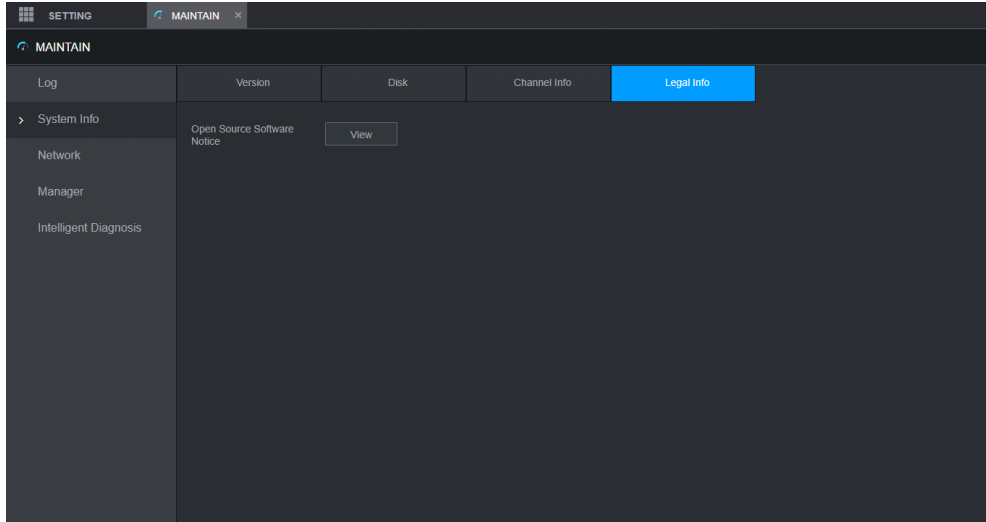 SETTING
MAINTAIN ×
MAINTAIN
Log
System Info
Network
Manager
Intelligent Diagnosis
Version
Disk
Channel Info
Legal Info
Open Source Software
Notice
View